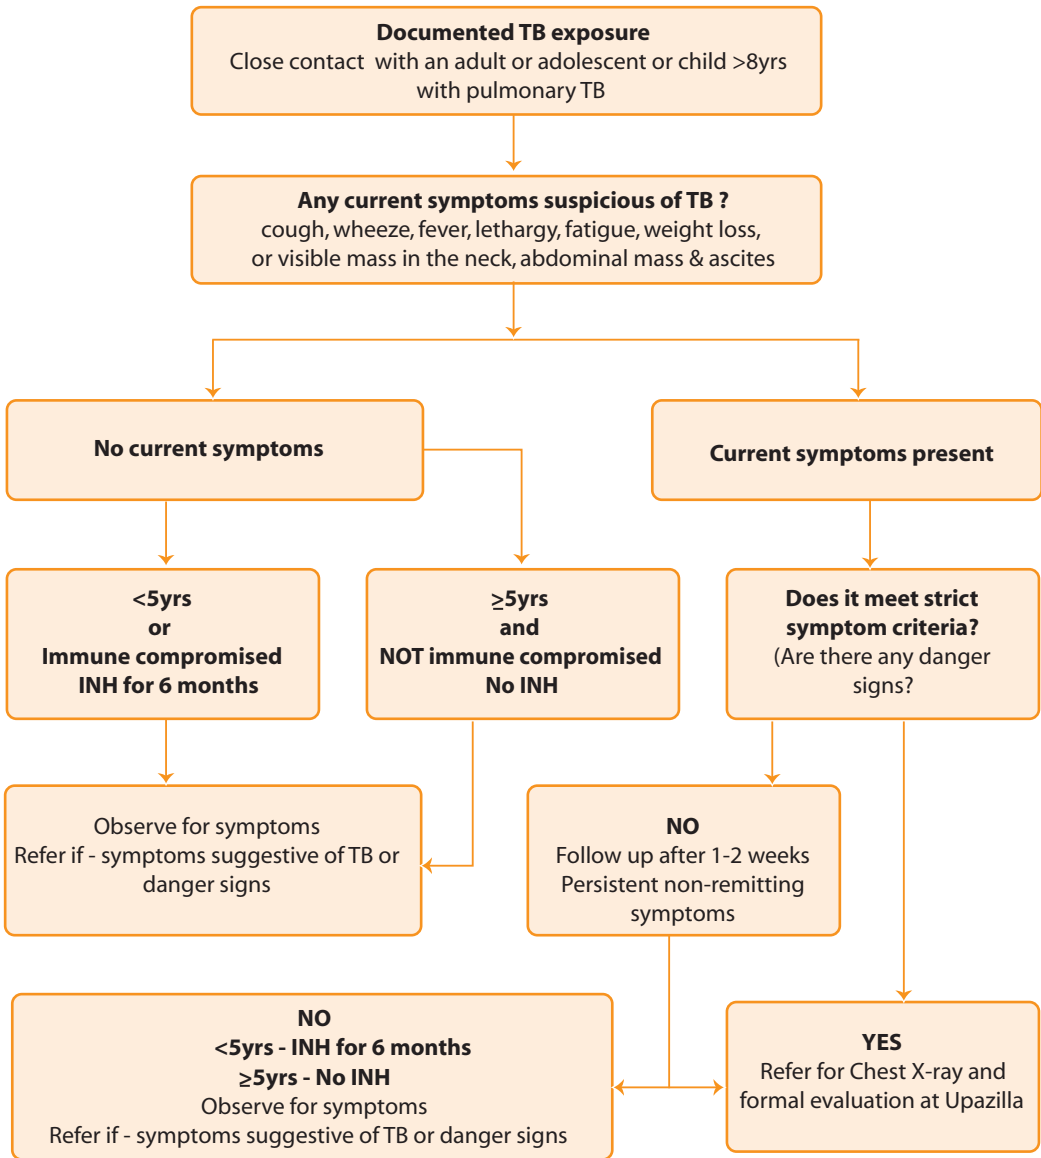 Documented TB exposure
Close contact with an adult or adolescent or child >8yrs
with pulmonary TB
Any current symptoms suspicious of TB ?
cough, wheeze, fever, lethargy, fatigue, weight loss,
or visible mass in the neck, abdominal mass & ascites
No current symptoms
Current symptoms present
<5yrs
or
Immune compromised
INH for 6 months
≥5yrs
and
NOT immune compromised
No INH
Does it meet strict
symptom criteria?
(Are there any danger
signs?
Observe for symptoms
Refer if - symptoms suggestive of TB or
danger signs
NO
Follow up after 1-2 weeks
Persistent non-remitting
symptoms
NO
<5yrs - INH for 6 months
≥5yrs - No INH
Observe for symptoms
Refer if - symptoms suggestive of TB or danger signs
YES
Refer for Chest X-ray and
formal evaluation at Upazilla